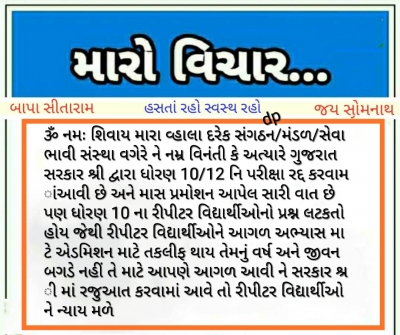 મારો વિચાર...
બાપા સીતારામ હસતાં રહો સ્વસ્થ રહો જય સોમનાથ
dp
ૐ નમઃ શિવાય મારા વ્હાલા દરેક સંગઠન/મંડળ/સેવા
ભાવી સંસ્થા વગેરે ને નમ્ર વિનંતી કે અત્યારે ગુજરાત
સરકાર શ્રી દ્વારા ધોરણ 10/12 નિ પરીક્ષા રદ્દ કરવામ
ાંઆવી છે અને માસ પ્રમોશન આપેલ સારી વાત છે
પણ ધોરણ 10 ના રીપીટર વિદ્યાર્થીઓનો પ્રશ્ન લટકતો
હોય જેથી રીપીટર વિદ્યાર્થીઓને આગળ અભ્યાસ મા
ટે એડમિશન માટે તકલીફ થાય તેમનું વર્ષ અને જીવન
બગડે નહીં તે માટે આપણે આગળ આવી ને સરકાર શ્ર
ી માં રજુઆત કરવામાં આવે તો રીપીટર વિદ્યાર્થીઓ
ને ન્યાય મળે